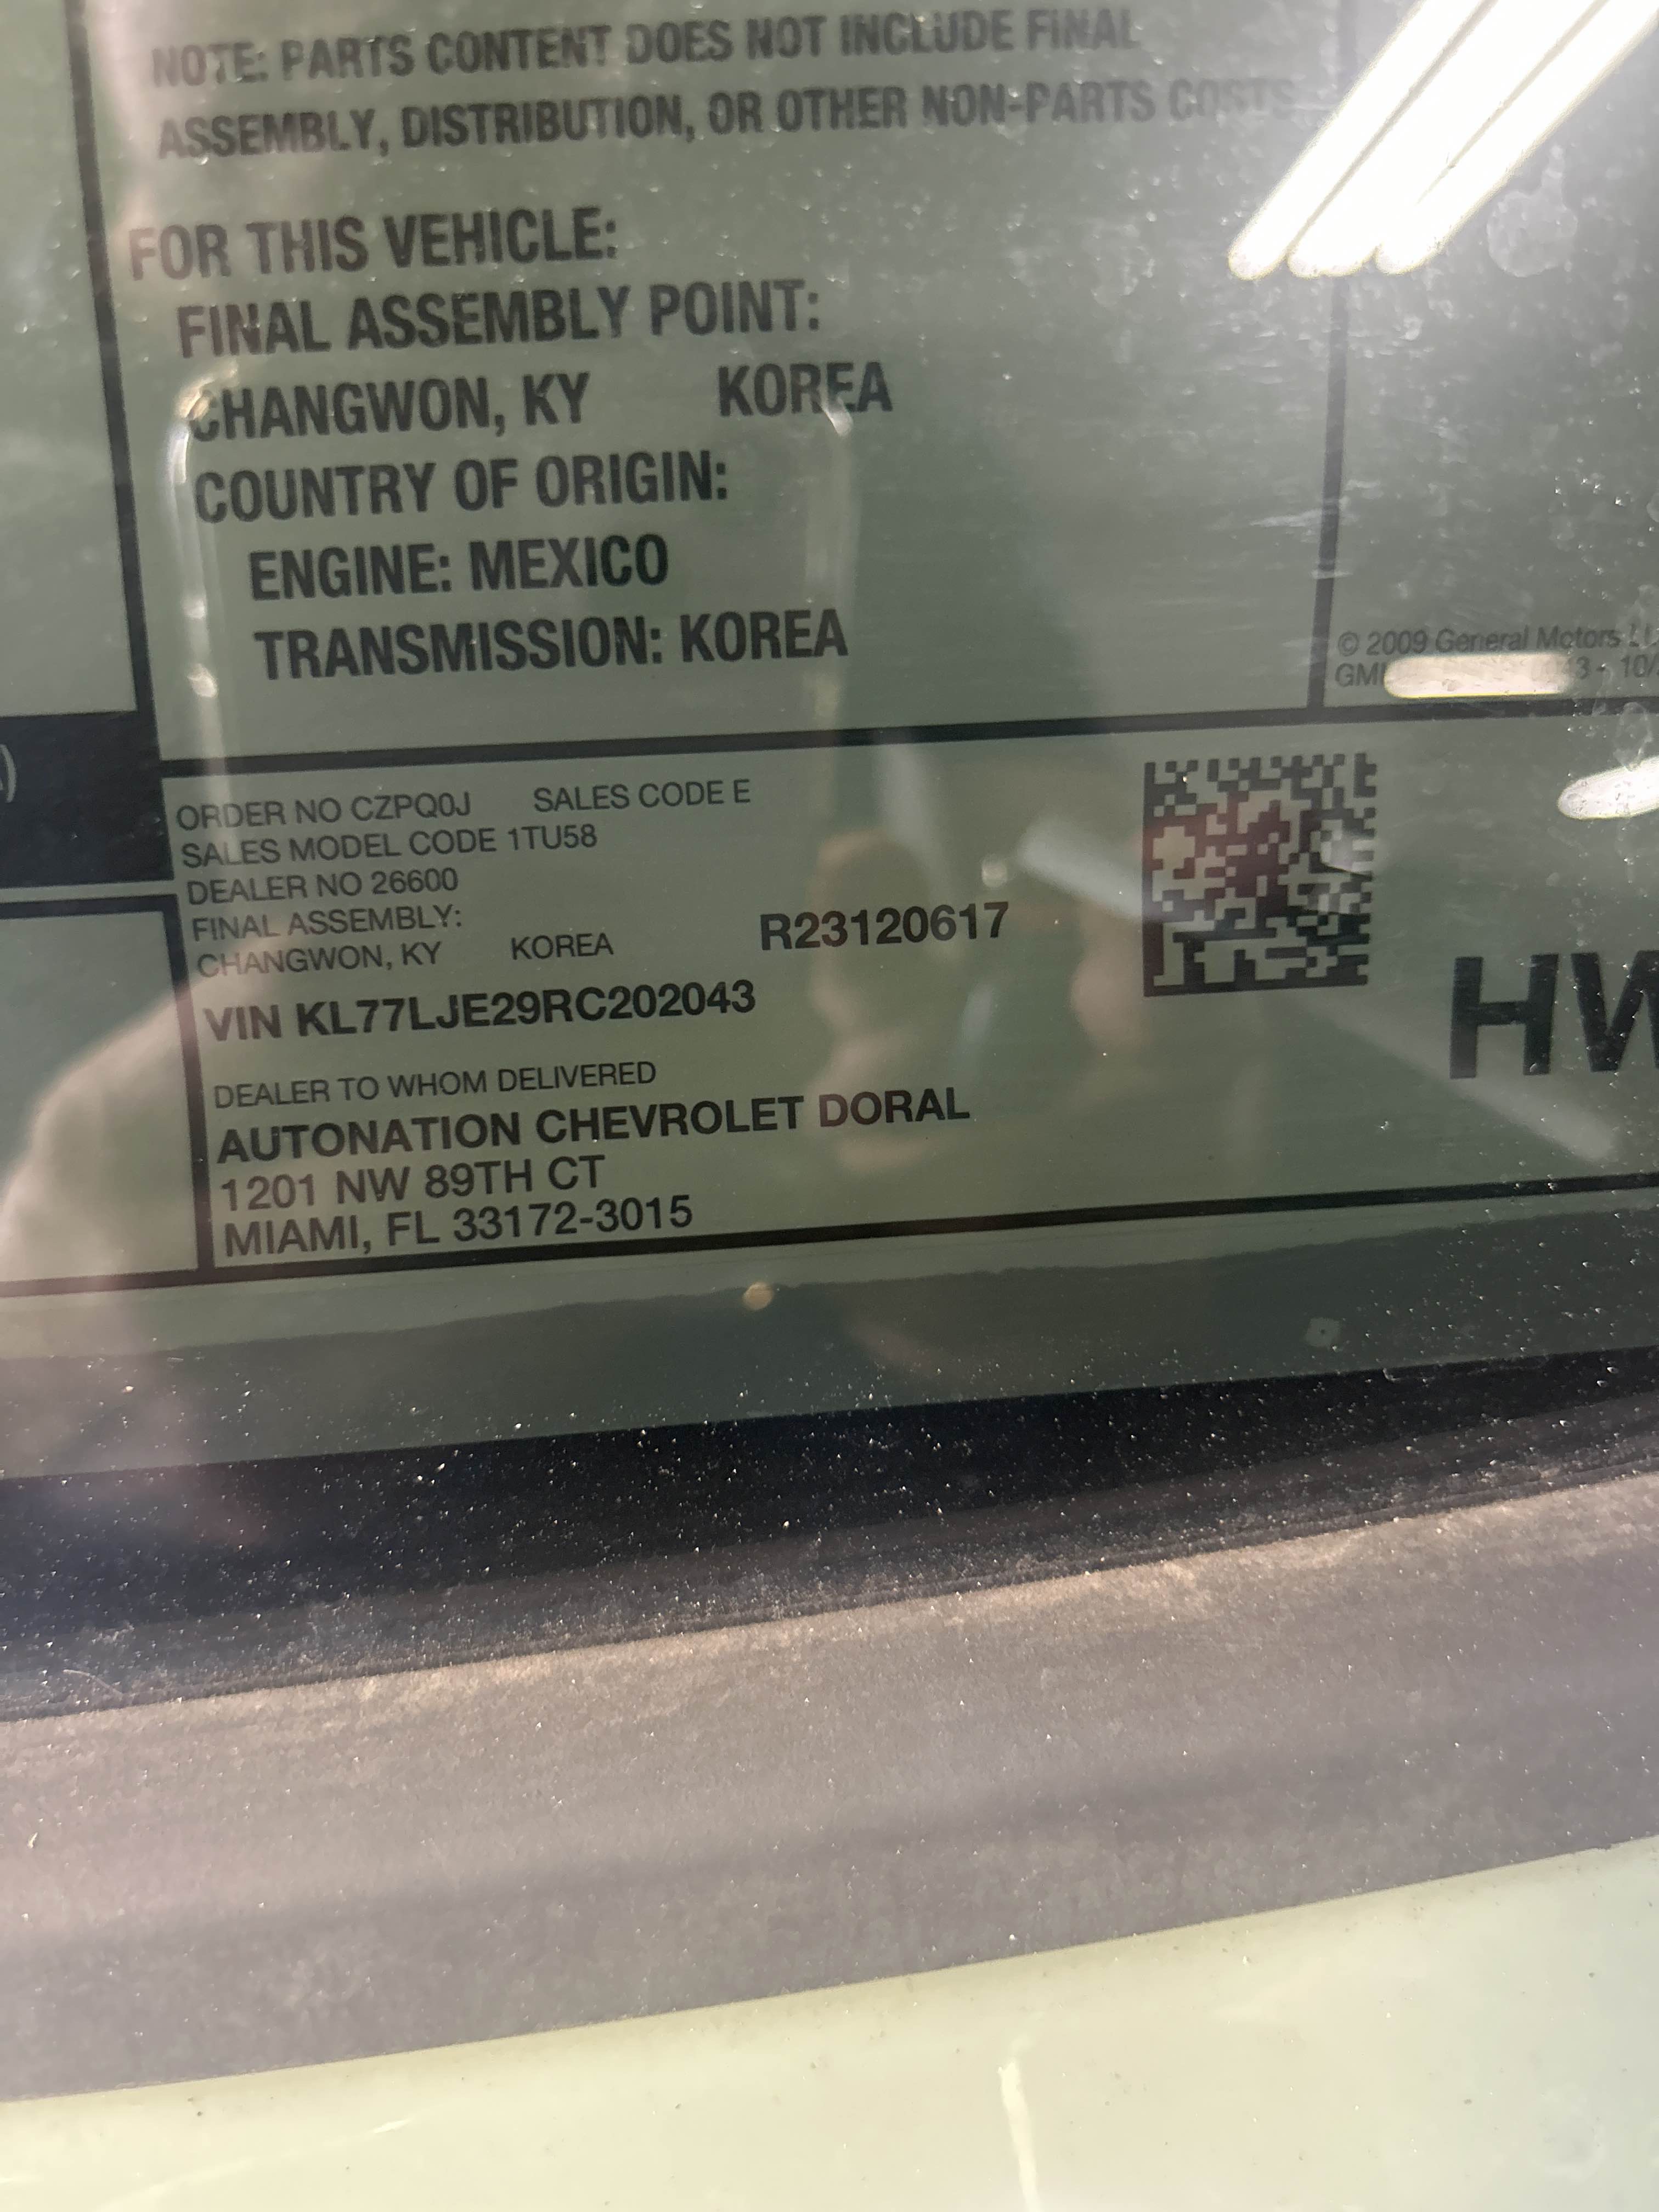 NOTE: PARTS CONTENT DOES NOT INCLUDE FINAL
ASSEMBLY, DISTRIBUTION, OR OTHER NON-PARTS COSTS
FOR THIS VEHICLE:
FINAL ASSEMBLY POINT:
CHANGWON, KY KOREA
COUNTRY OF ORIGIN:
ENGINE: MEXICO
TRANSMISSION: KOREA
© 2009 General Motors
)
ORDER NO CZPQ0J SALES CODE E
SALES MODEL CODE 1TU58
DEALER NO 26600
FINAL ASSEMBLY:
CHANGWON, KY KOREA R23120617
VIN KL77LJE29RC202043
DEALER TO WHOM DELIVERED
AUTONATION CHEVROLET DORAL
1201 NW 89TH CT
MIAMI, FL 33172-3015
HW